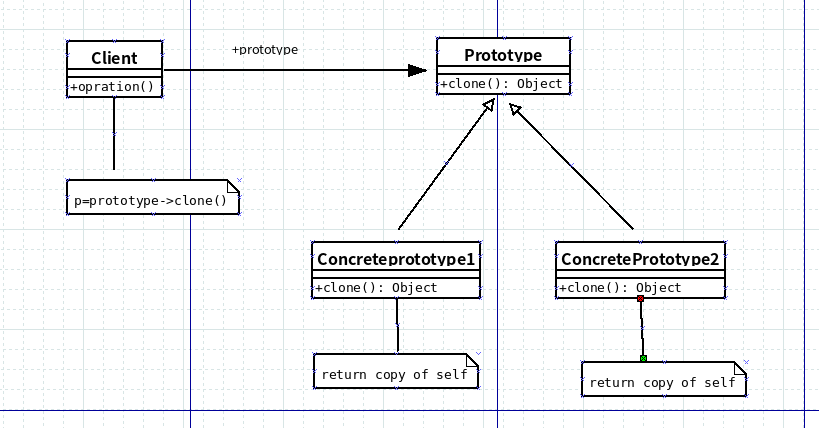 Client
+opration()
+prototype
Prototype
+clone(): Object
p=prototype->clone()
Concreteprototype1
+clone(): Object
ConcretePrototype2
+clone(): Object
return copy of self
return copy of self